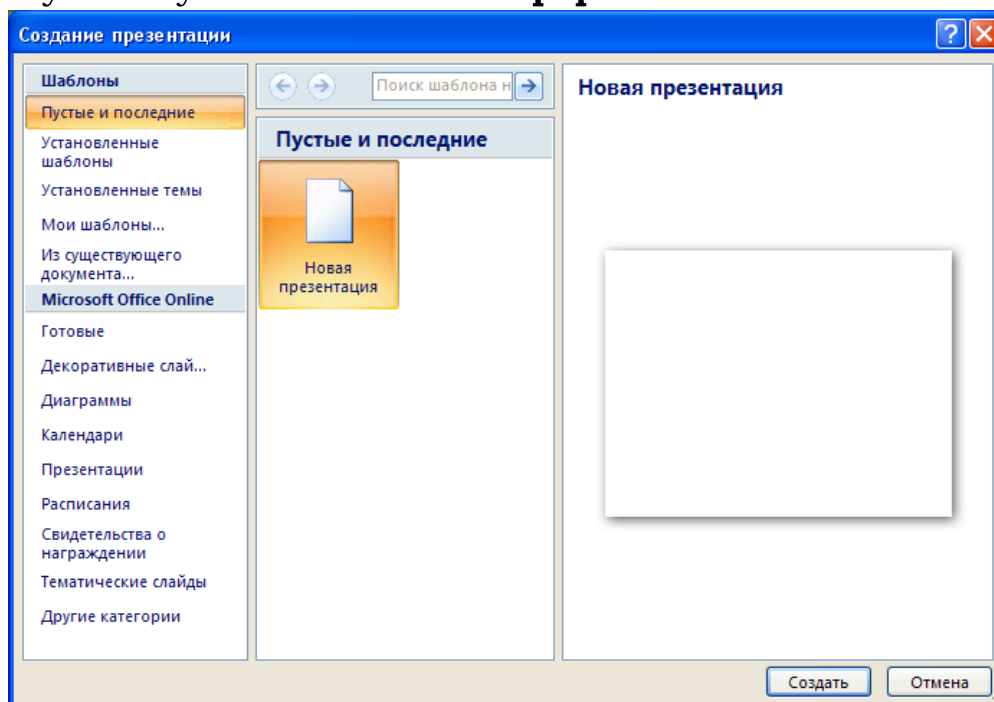 Создание презентации
Шаблоны
Пустые и последние
Установленные
шаблоны
Установленные темы
Мои шаблоны...
Из существующего
документа...
Microsoft Office Online
Готовые
Декоративные слай...
Диаграммы
Календари
Презентации
Расписания
Свидетельства о
награждении
Тематические слайды
Другие категории
Поиск шаблона н
Пустые и последние
Новая
презентация
Новая презентация
Создать
Отмена